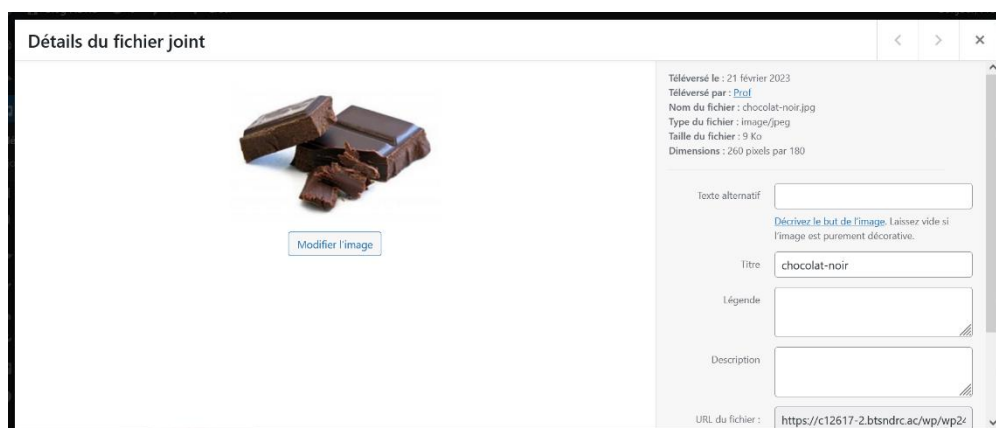 Détails du fichier joint
Téléversé le : 21 février 2023
Téléversé par : Prof
Nom du fichier : chocolat-noir.jpg
Type du fichier : image/jpeg
Taille du fichier : 9 Ko
Dimensions : 260 pixels par 180
Modifier l'image
Texte alternatif
Décrivez le but de l'image. Laissez vide si
l'image est purement décorative.
Titre
chocolat-noir
Légende
Description
URL du fichier :
https://c12617-2.btsndrc.ac/wp/wp24